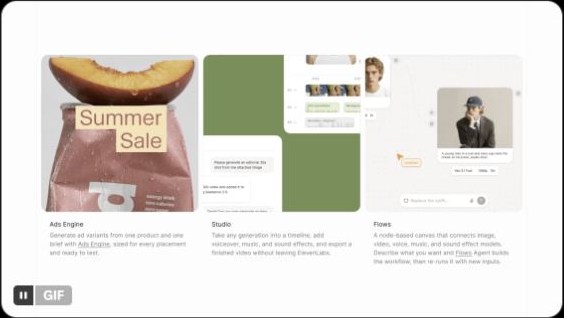 Summer
Sale
Ads Engine
Generate ad variants from one product and one
brief with Ads Engine, sized for every placement
and ready to test.
Studio
Take any generation into a timeline, add
voiceover, music, and sound effects, and export a
finished video without leaving ElevenLabs.
Flows
A node-based canvas that connects image,
video, voice, music, and sound effect models.
Describe what you want and Flows Agent builds
the workflow, then re-runs it with new inputs.
GIF